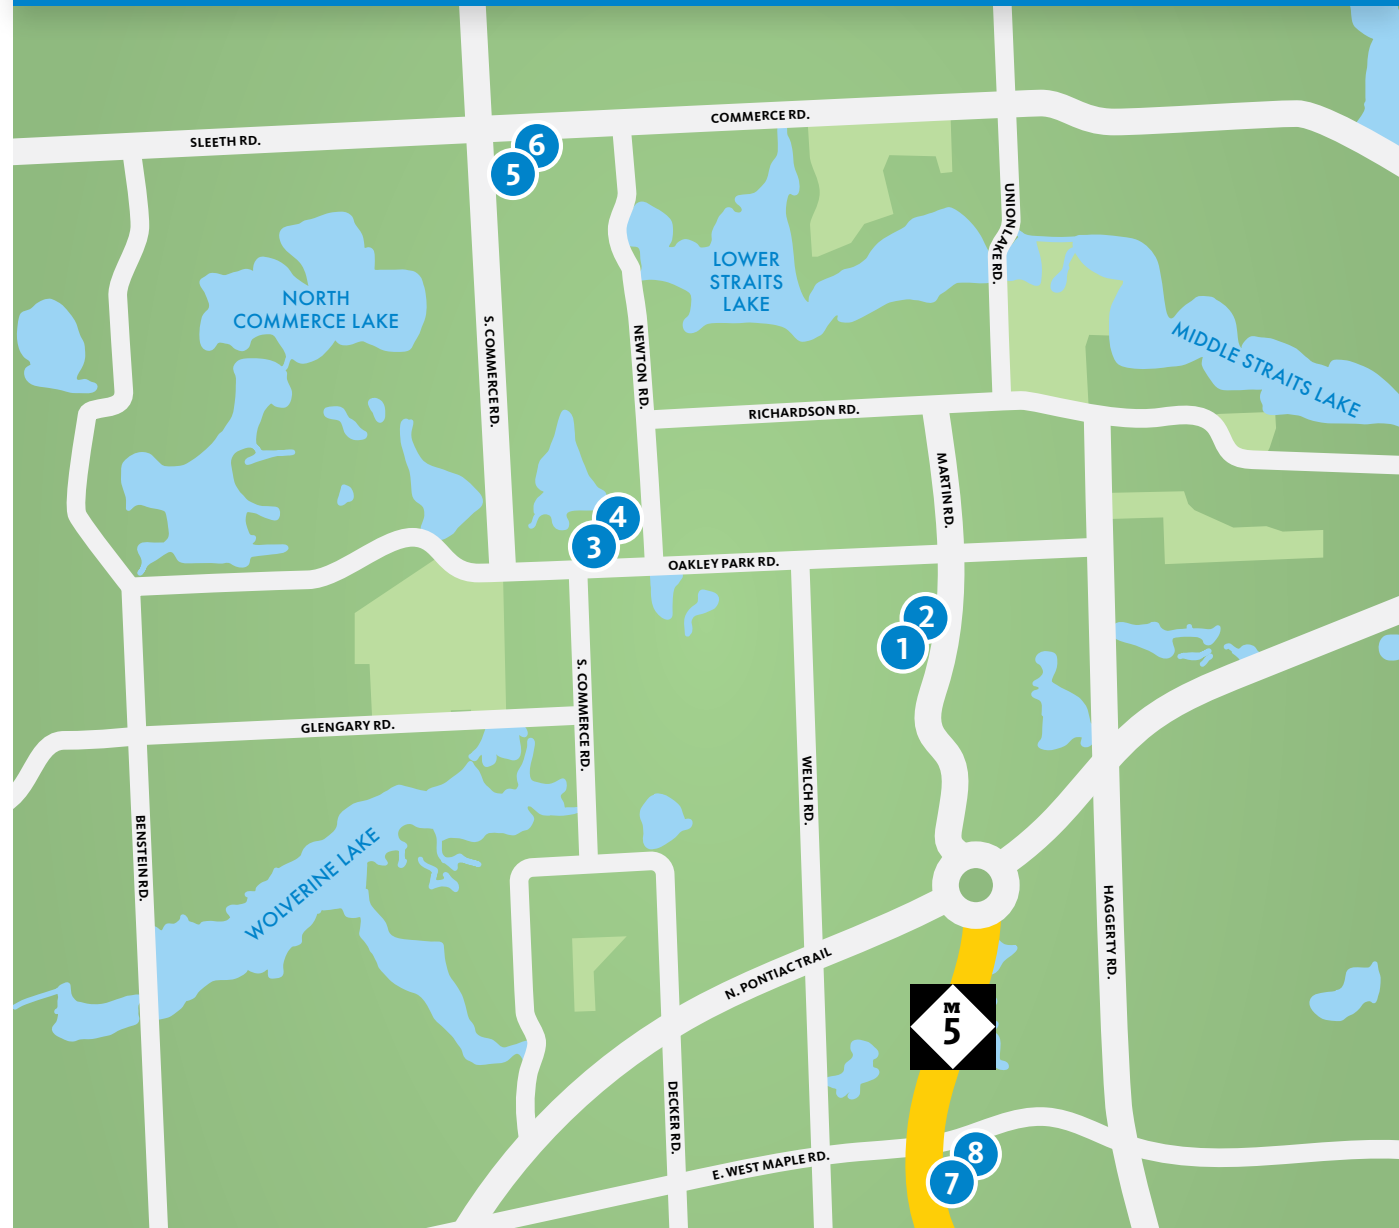 COMMERCE RD.
SLEETH RD.
6
5
UNION LAKE RD.
LOWER
STRAITS
LAKE
NORTH
COMMERCE LAKE
S. COMMERCE RD.
NEWTON RD.
MIDDLE STRAITS LAKE
RICHARDSON RD.
MARTIN RD.
4
3
OAKLEY PARK RD.
2
1
S. COMMERCE RD.
GLENGARY RD.
WELCH RD.
BENSTEIN RD.
WOLVERINE LAKE
HAGGERTY RD.
N. PONTIAC TRAIL
M
5
DECKER RD.
E. WEST MAPLE RD.
8
7